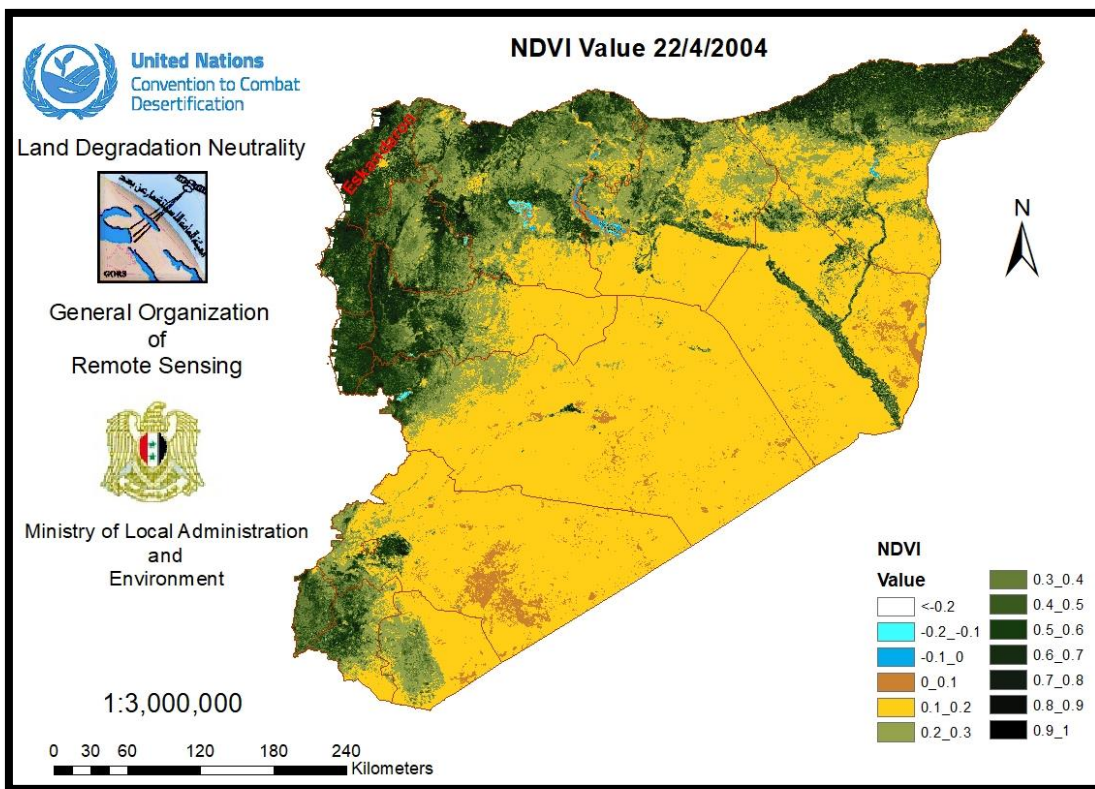 NDVI Value 22/4/2004
United Nations
Convention to Combat
Desertification
Land Degradation Neutrality
GORS
General Organization
of
Remote Sensing
Ministry of Local Administration
and
Environment
1:3,000,000
0 30 60 120 180 240
Kilometers
Eskandaron
N
NDVI
Value
<-0.2
-0.2_-0.1
-0.1_0
0_0.1
0.1_0.2
0.2_0.3
0.3_0.4
0.4_0.5
0.5_0.6
0.6_0.7
0.7_0.8
0.8_0.9
0.9_1